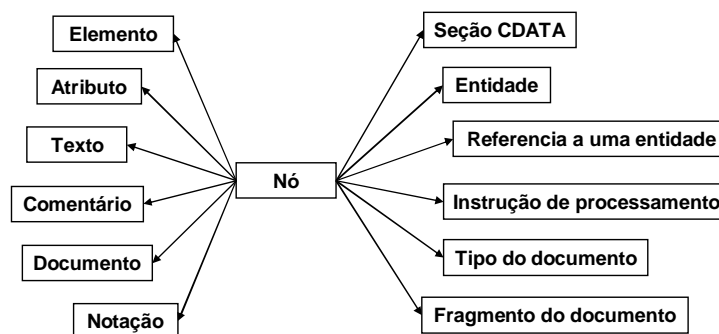 Elemento
Atributo
Texto
Comentário
Documento
Notação
Nó
Seção CDATA
Entidade
Referencia a uma entidade
Instrução de processamento
Tipo do documento
Fragmento do documento